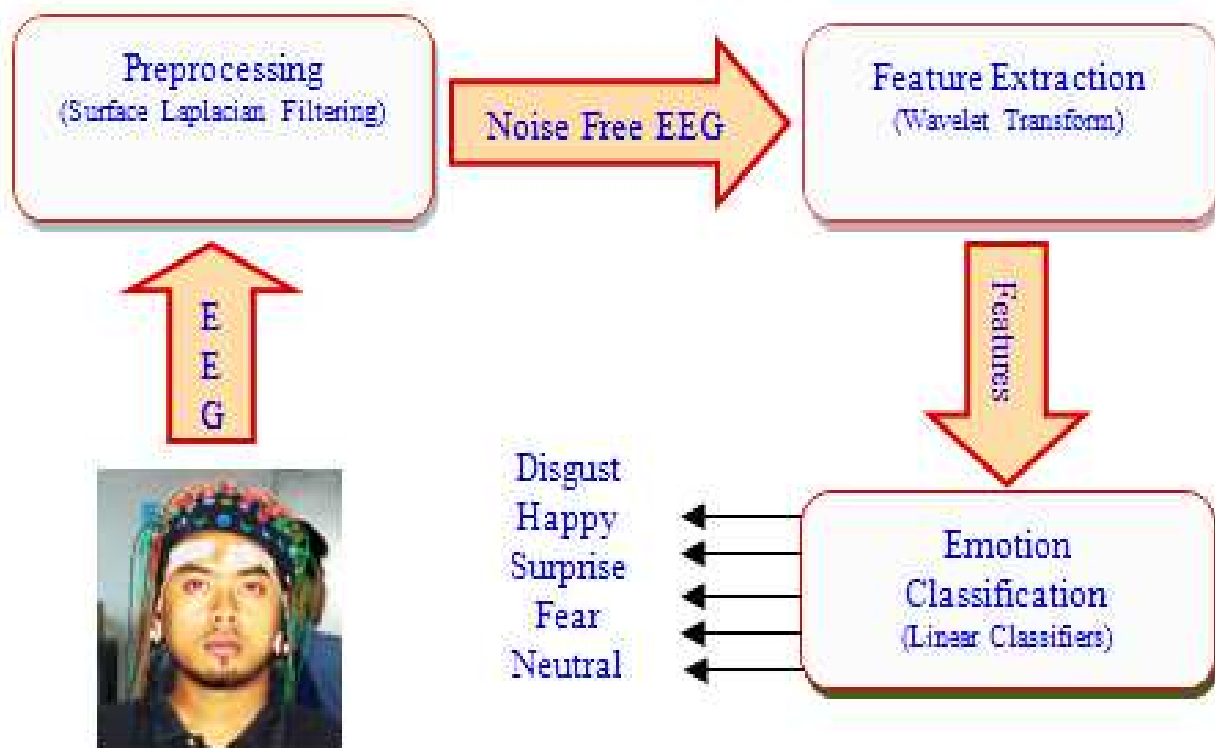 Preprocessing
(Surface Laplacian Filtering)
Noise Free EEG
Feature Extraction
(Wavelet Transform)
E
E
G
Features
Disgust
Happy
Surprise
Fear
Neutral
Emotion
Classification
(Linear Classifiers)